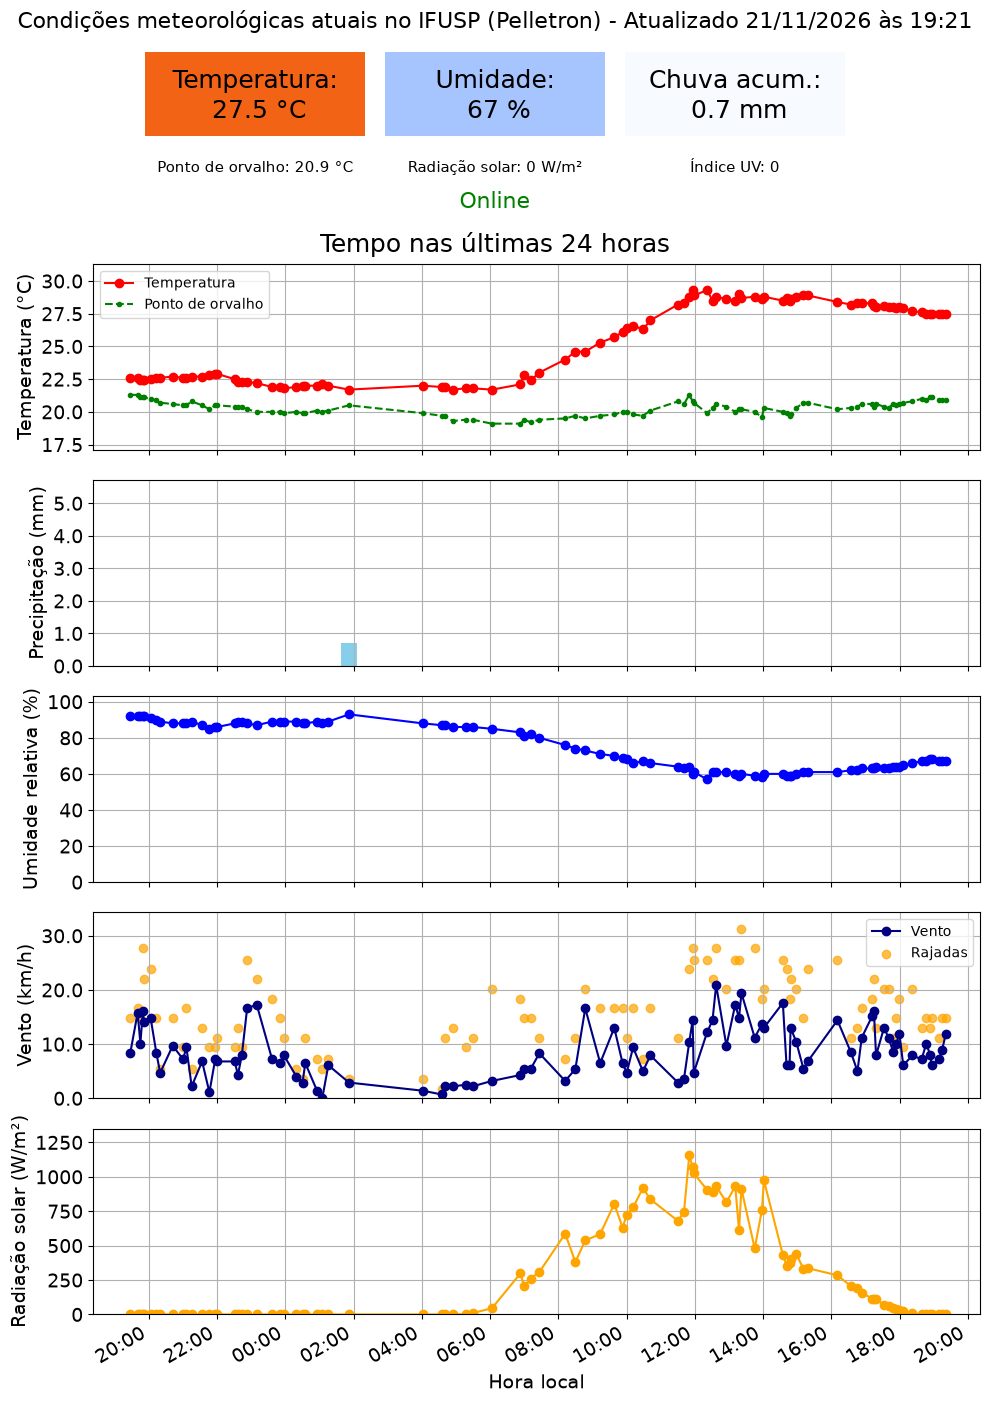 Condições meteorológicas atuais no IFUSP (Pelletron) - Atualizado 21/11/2026 às 19:21
Temperatura:
27.5 °C
Umidade:
67 %
Chuva acum.:
0.7 mm
Ponto de orvalho: 20.9 °C
Radiação solar: 0 W/m²
Índice UV: 0
Online
Tempo nas últimas 24 horas
Temperatura (°C)
30.0
27.5
25.0
22.5
20.0
17.5
Temperatura
Ponto de orvalho
Precipitação (mm)
5.0
4.0
3.0
2.0
1.0
0.0
Umidade relativa (%)
100
80
60
40
20
0
Vento (km/h)
30.0
20.0
10.0
0.0
Vento
Rajadas
Radiação solar (W/m²)
1250
1000
750
500
250
0
20:00 22:00 00:00 02:00 04:00 06:00 08:00 10:00 12:00 14:00 16:00 18:00 20:00
Hora local